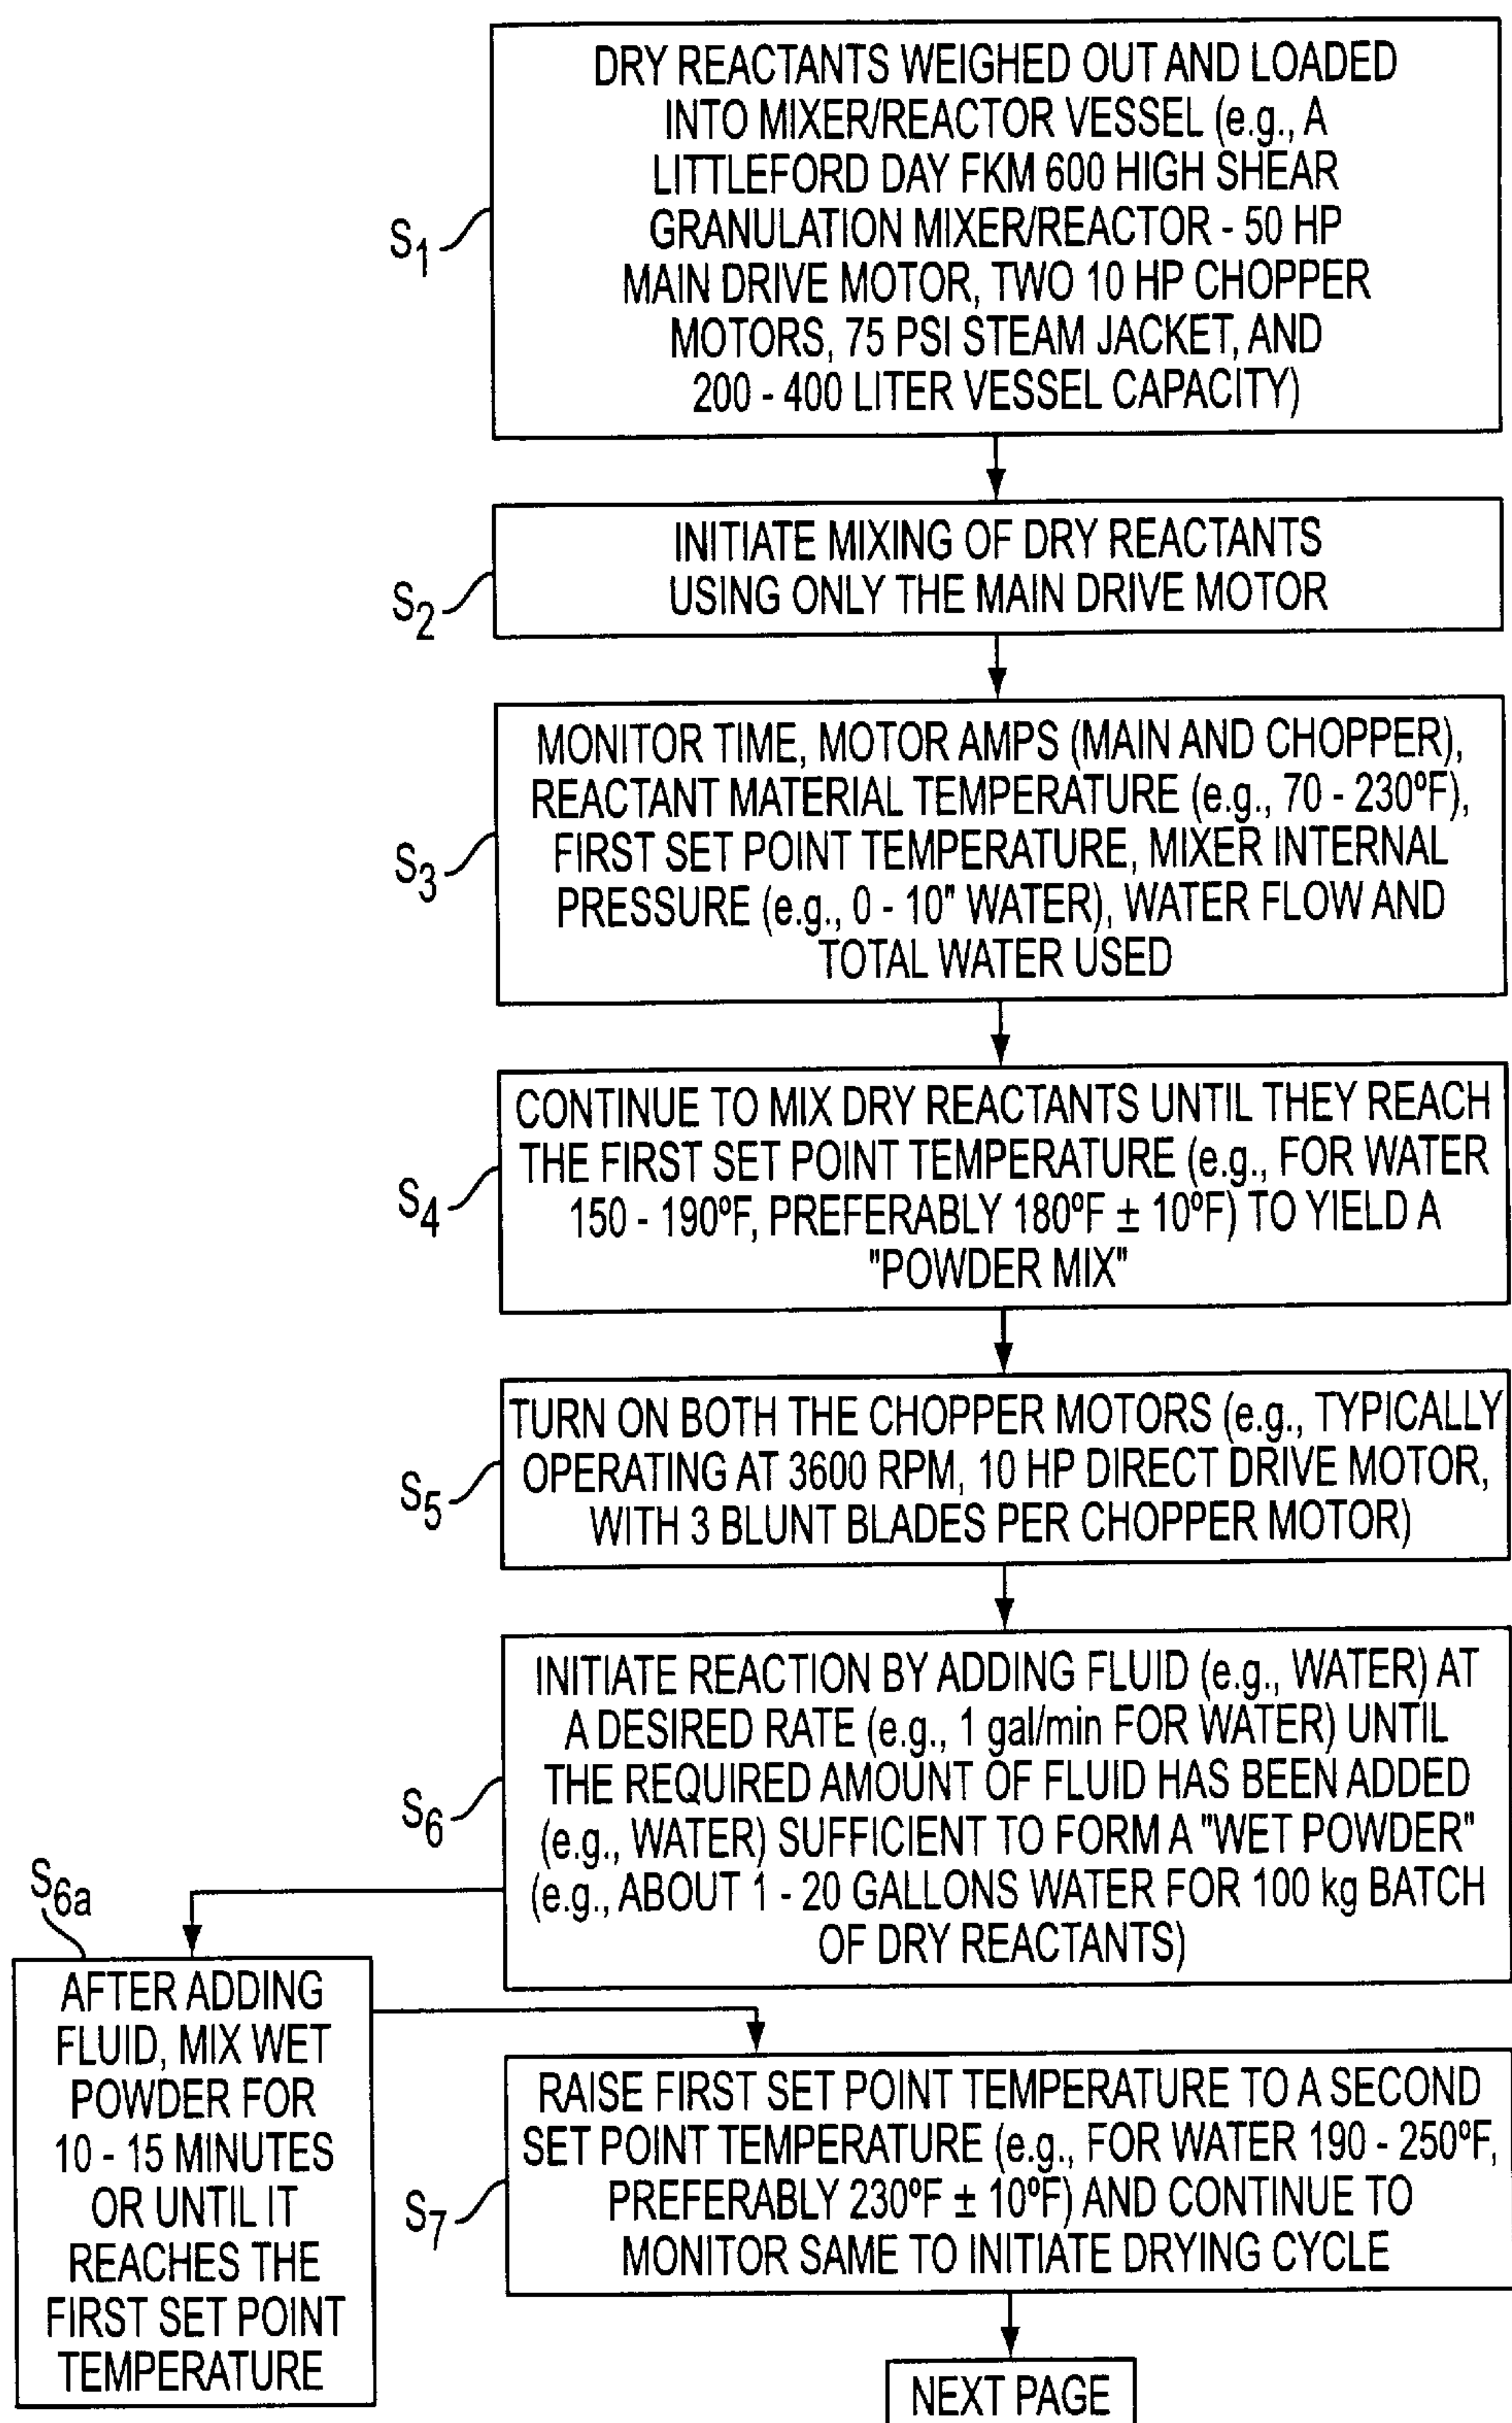 DRY REACTANTS WEIGHED OUT AND LOADED
INTO MIXER/REACTOR VESSEL (e.g., A
LITTLEFORD DAY FKM 600 HIGH SHEAR
GRANULATION MIXER/REACTOR - 50 HP
MAIN DRIVE MOTOR, TWO 10 HP CHOPPER
MOTORS, 75 PSI STEAM JACKET, AND
200 - 400 LITER VESSEL CAPACITY)
S1
INITIATE MIXING OF DRY REACTANTS
USING ONLY THE MAIN DRIVE MOTOR
S2
MONITOR TIME, MOTOR AMPS (MAIN AND CHOPPER),
REACTANT MATERIAL TEMPERATURE (e.g., 70 - 230ºF),
FIRST SET POINT TEMPERATURE, MIXER INTERNAL
PRESSURE (e.g., 0 - 10" WATER), WATER FLOW AND
TOTAL WATER USED
S3
CONTINUE TO MIX DRY REACTANTS UNTIL THEY REACH
THE FIRST SET POINT TEMPERATURE (e.g., FOR WATER
150 - 190ºF, PREFERABLY 180ºF ± 10ºF) TO YIELD A
"POWDER MIX"
S4
TURN ON BOTH THE CHOPPER MOTORS (e.g., TYPICALLY
OPERATING AT 3600 RPM, 10 HP DIRECT DRIVE MOTOR,
WITH 3 BLUNT BLADES PER CHOPPER MOTOR)
S5
INITIATE REACTION BY ADDING FLUID (e.g., WATER) AT
A DESIRED RATE (e.g., 1 gal/min FOR WATER) UNTIL
THE REQUIRED AMOUNT OF FLUID HAS BEEN ADDED
(e.g., WATER) SUFFICIENT TO FORM A "WET POWDER"
(e.g., ABOUT 1 - 20 GALLONS WATER FOR 100 kg BATCH
OF DRY REACTANTS)
S6
S6a
AFTER ADDING
FLUID, MIX WET
POWDER FOR
10 - 15 MINUTES
OR UNTIL IT
REACHES THE
FIRST SET POINT
TEMPERATURE
RAISE FIRST SET POINT TEMPERATURE TO A SECOND
SET POINT TEMPERATURE (e.g., FOR WATER 190 - 250ºF,
PREFERABLY 230ºF ± 10ºF) AND CONTINUE TO
MONITOR SAME TO INITIATE DRYING CYCLE
S7
NEXT PAGE